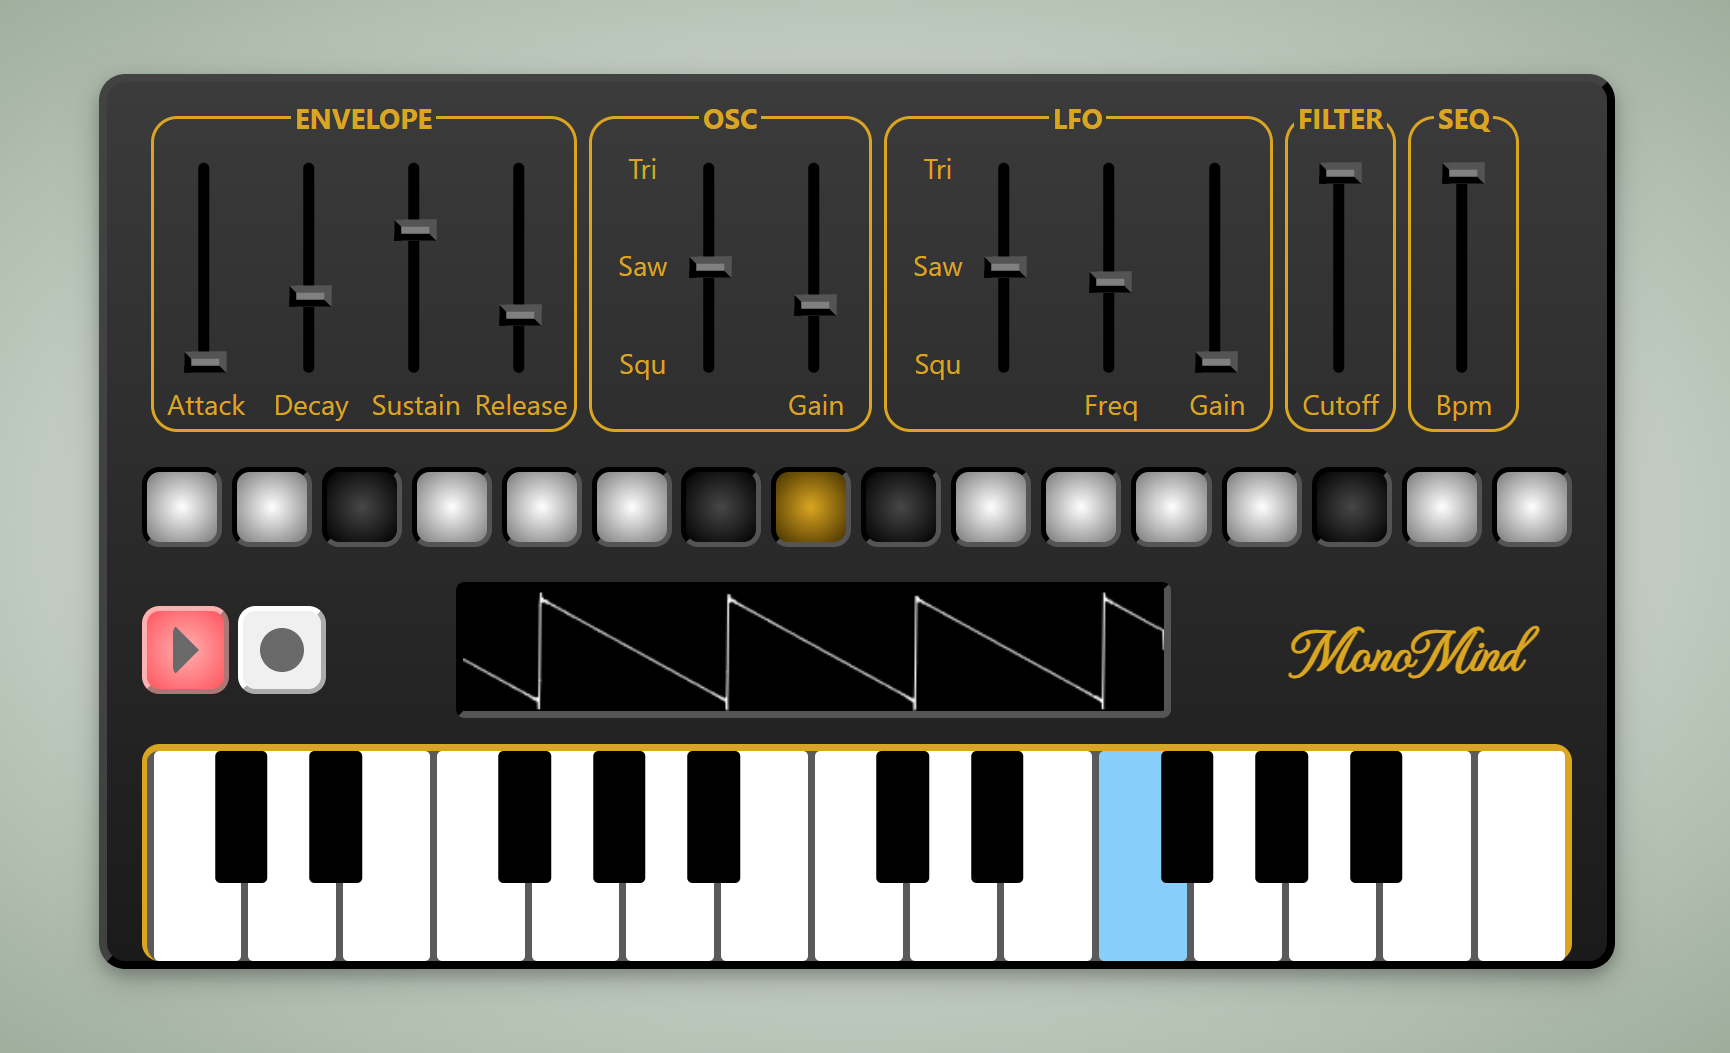 ENVELOPE OSC LFO FILTER SEQ
Tri Tri
Saw Saw
Squ Squ
Attack Decay Sustain Release Gain Freq Gain Cutoff Bpm
MonoMind